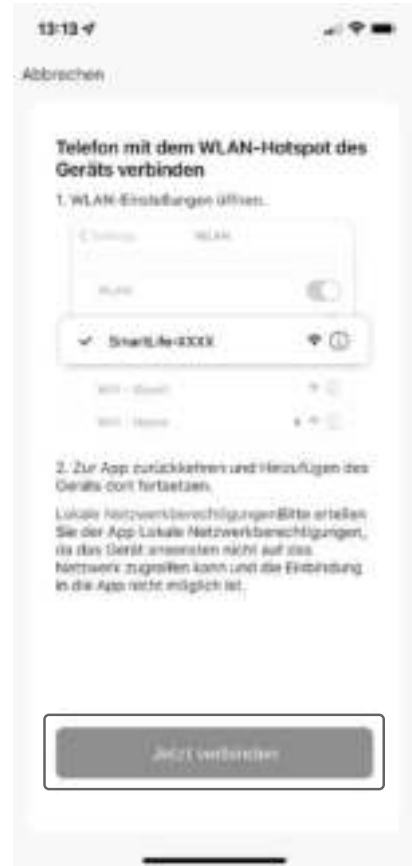 13:13
Abbrechen
Telefon mit dem WLAN-Hotspot des
Geräts verbinden
1. WLAN-Einstellungen öffnen.
WLAN
WLAN
SmartLife-XXXX
2. Zur App zurückkehren und Hinzufügen des
Geräts dort fortsetzen.
Lokale NetzwerkberechtigungenBitte erteilen
Sie der App Lokale Netzwerkberechtigungen,
da das Gerät ansonsten nicht auf das
Netzwerk zugreifen kann und die Einbindung
in die App nicht möglich ist.
Jetzt verbinden